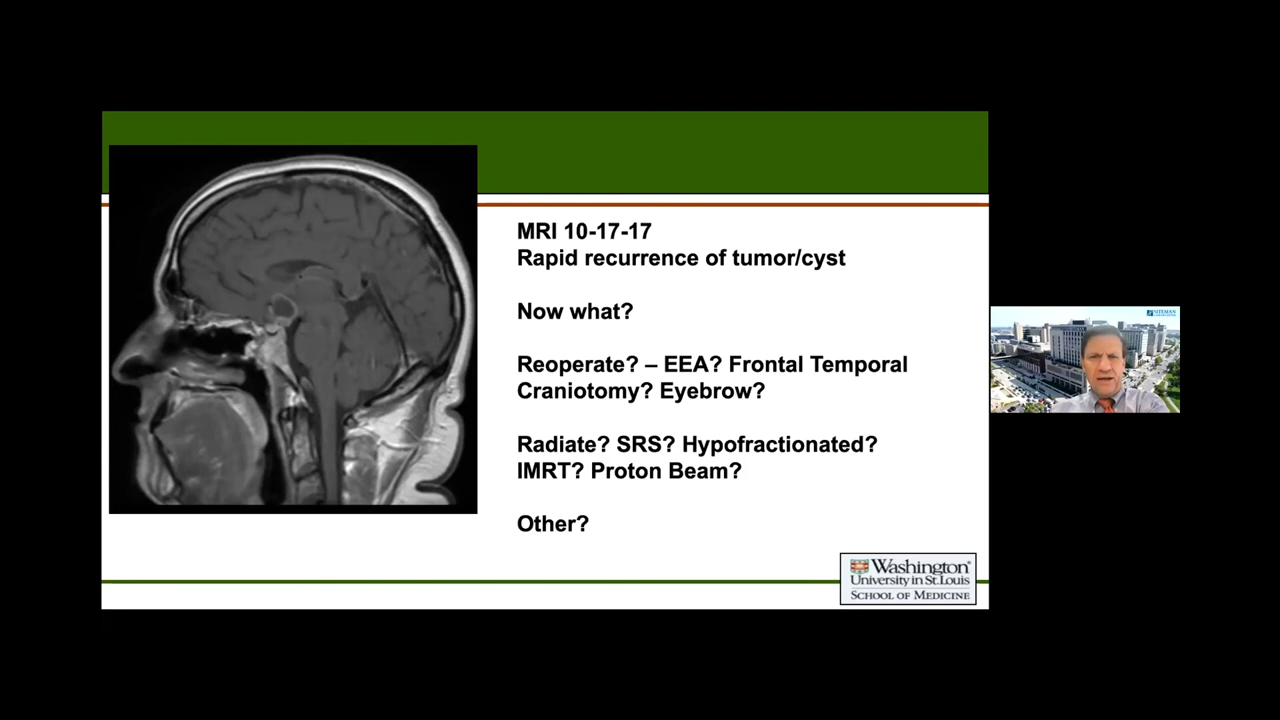 MRI 10-17-17
Rapid recurrence of tumor/cyst
Now what?
Reoperate? – EEA? Frontal Temporal
Craniotomy? Eyebrow?
Radiate? SRS? Hypofractionated?
IMRT? Proton Beam?
Other?
SITEMAN
Washington
University in St. Louis
SCHOOL OF MEDICINE